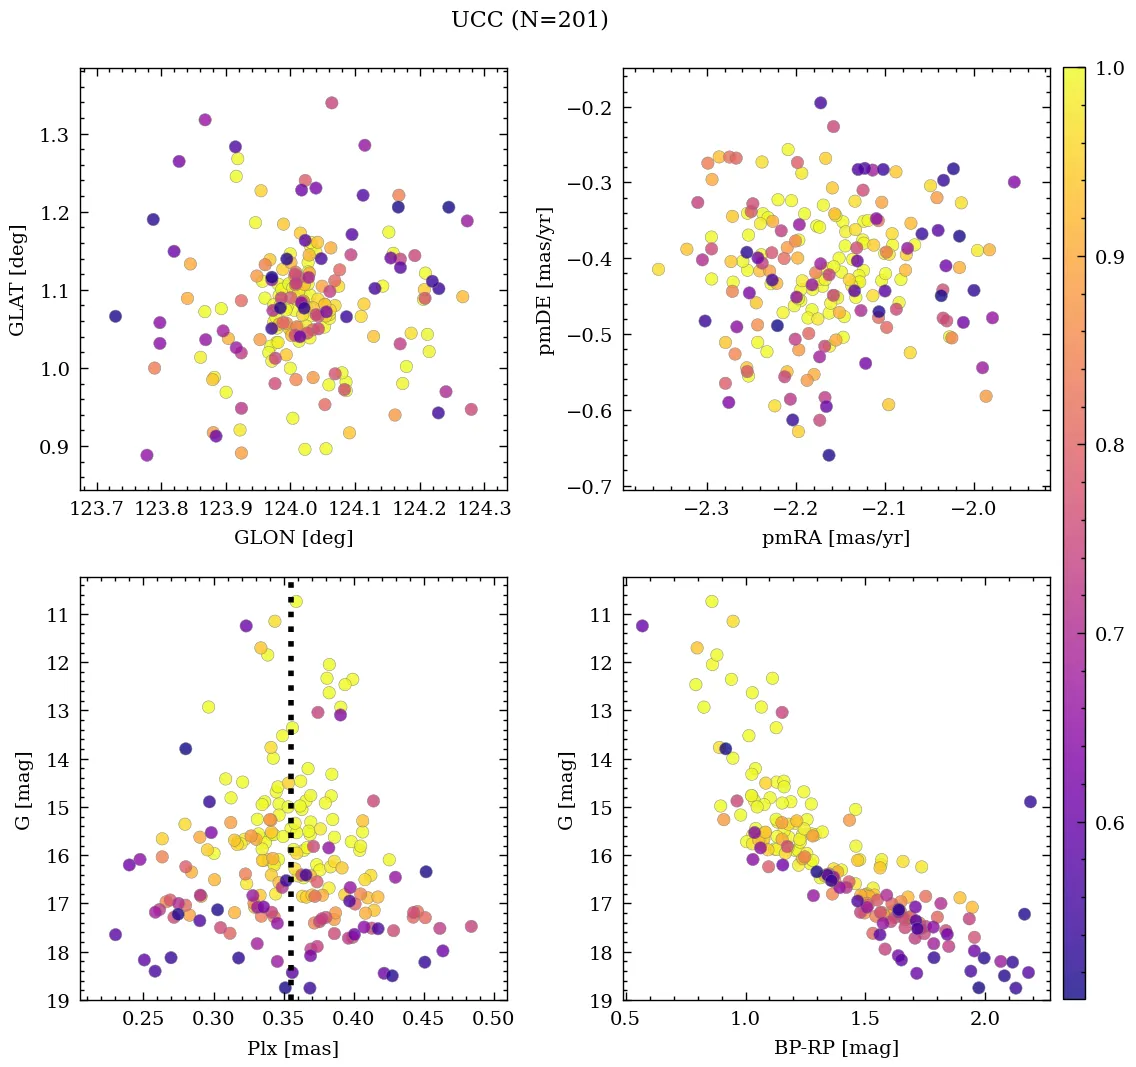 UCC (N=201)
1.3
1.2
1.1
1.0
0.9
GLAT [deg]
123.7 123.8 123.9 124.0 124.1 124.2 124.3
GLON [deg]
−0.2
−0.3
−0.4
−0.5
−0.6
−0.7
pmDE [mas/yr]
−2.3 −2.2 −2.1 −2.0
pmRA [mas/yr]
1.0
0.9
0.8
0.7
0.6
11
12
13
14
15
16
17
18
19
G [mag]
0.25 0.30 0.35 0.40 0.45 0.50
Plx [mas]
11
12
13
14
15
16
17
18
19
G [mag]
0.5 1.0 1.5 2.0
BP-RP [mag]